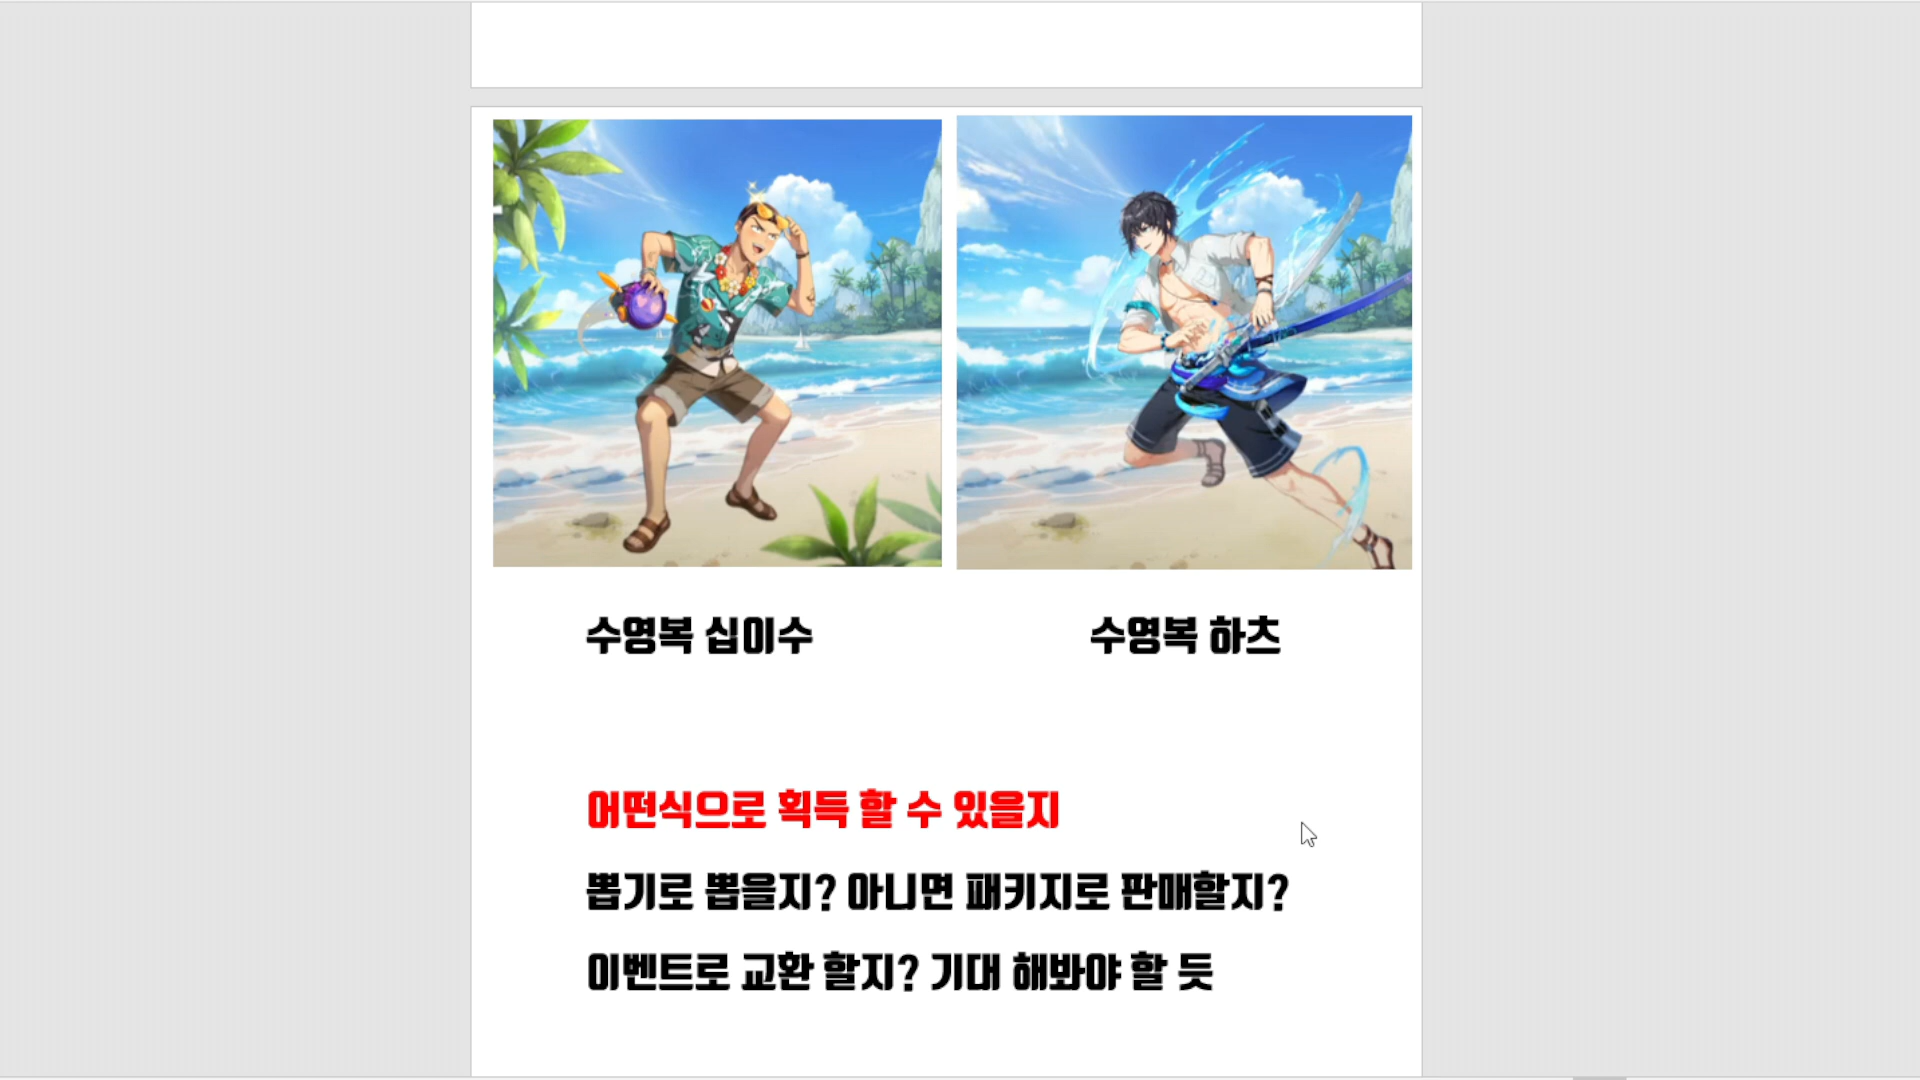 수영복 십이수
수영복 하츠
어떤식으로 획득 할 수 있을지
뽑기로 뽑을지? 아니면 패키지로 판매할지?
이벤트로 교환 할지? 기대 해봐야 할 듯